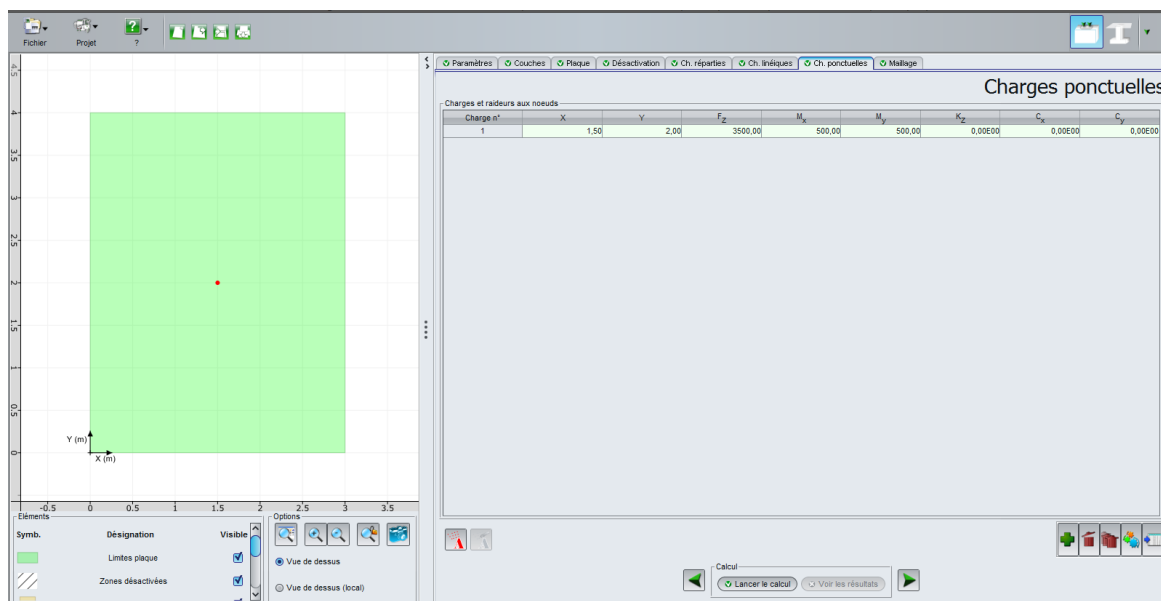 Fichier
Projet
?
Paramètres
Couches
Plaque
Désactivation
Ch. réparties
Ch. linéiques
Ch. ponctuelles
Maillage
Charges ponctuelles
Charges et raideurs aux noeuds
Charge n° X Y Fz Mx My Kz Cx Cy
1 1,50 2,00 3500,00 500,00 500,00 0,00E00 0,00E00 0,00E00
4.5
4
3.5
3
2.5
2
1.5
1
0.5
0
Y (m)
X (m)
-0.5 0 0.5 1 1.5 2 2.5 3 3.5
Eléments
Symb. Désignation Visible
Limites plaque
Zones désactivées
Options
Vue de dessus
Vue de dessus (local)
Calcul
Lancer le calcul
Voir les résultats